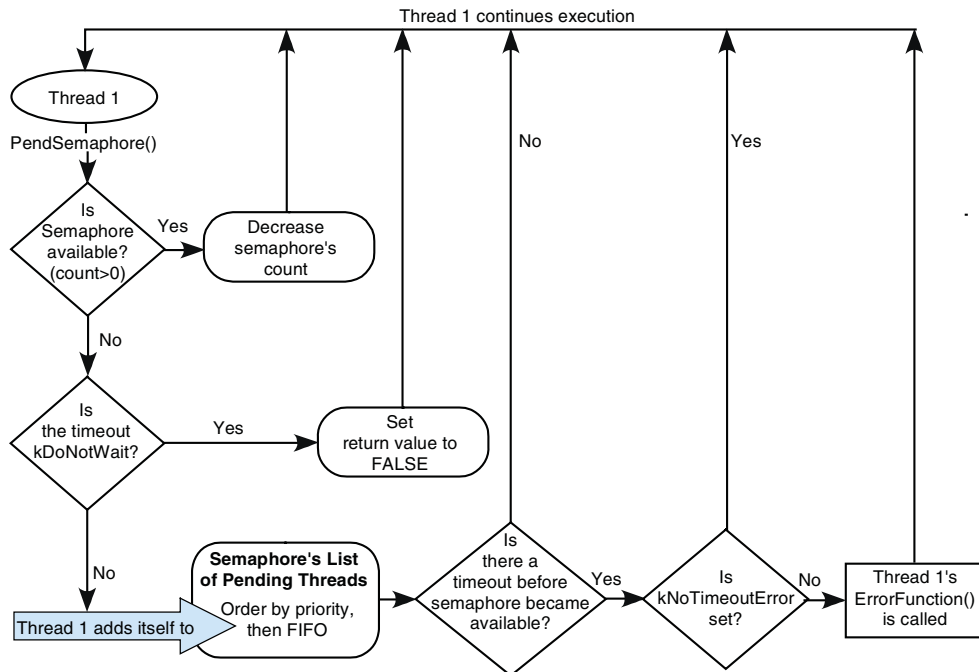 Thread 1 continues execution
Thread 1
PendSemaphore()
Is
Semaphore
available?
(count>0)
Yes
Decrease
semaphore's
count
No
Yes
No
Is
the timeout
kDoNotWait?
Yes
Set
return value to
FALSE
No
Thread 1 adds itself to
Semaphore's List
of Pending Threads
Order by priority,
then FIFO
Is
there a
timeout before
semaphore became
available?
Yes
Is
kNoTimeoutError
set?
No
Thread 1's
ErrorFunction()
is called